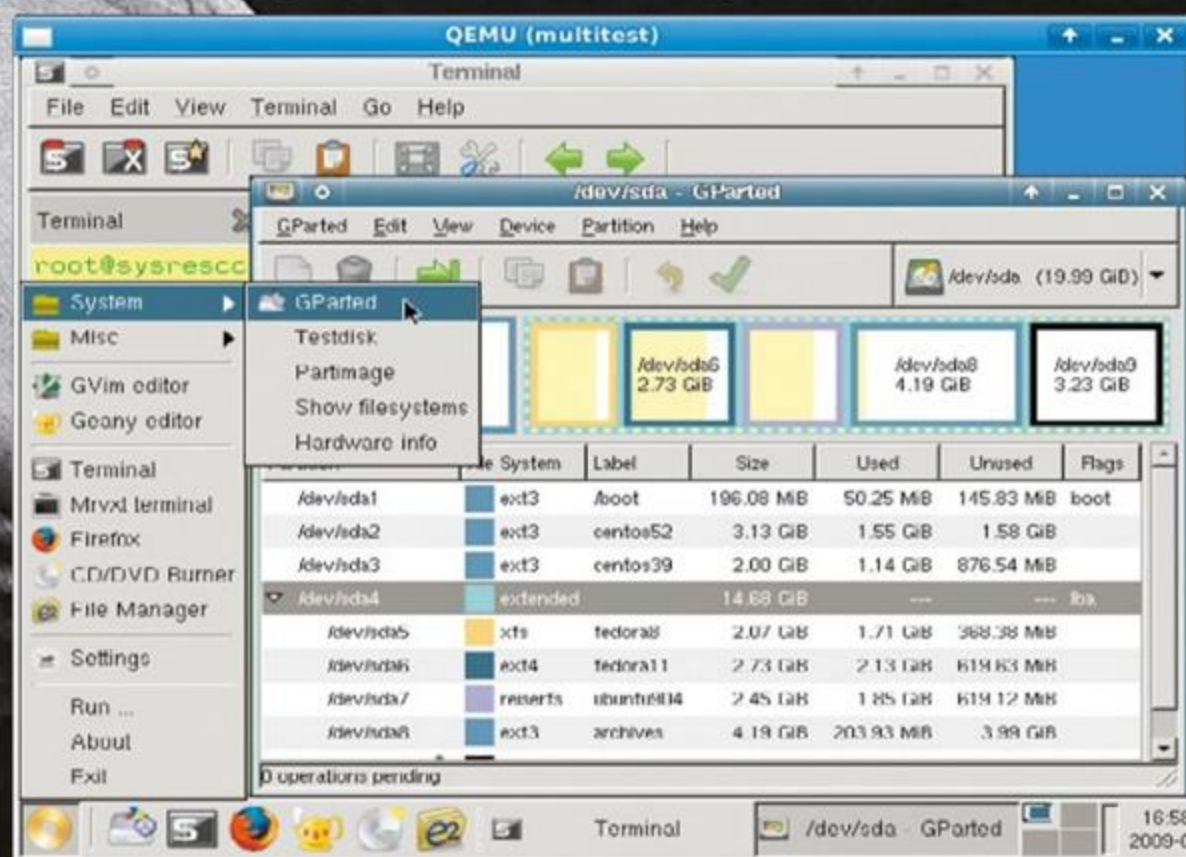 QEMU (multitest)
Terminal
File Edit View Terminal Go Help
/dev/sda - GParted
Terminal
GParted Edit View Device Partition Help
root@sysrescc
/dev/sda (19.99 GiB)
System
Misc
GVim editor
Geany editor
Terminal
Mrvxt terminal
Firefox
CD/DVD Burner
File Manager
Settings
Run ...
About
Exit
GParted
Testdisk
Partimage
Show filesystems
Hardware info
/dev/sda6
2.73 GiB
/dev/sda8
4.19 GiB
/dev/sda9
3.23 GiB
System Label Size Used Unused Flags
/dev/sda1 ext3 /boot 196.08 MiB 50.25 MiB 145.83 MiB boot
/dev/sda2 ext3 centos52 3.13 GiB 1.55 GiB 1.58 GiB
/dev/sda3 ext3 centos39 2.00 GiB 1.14 GiB 876.54 MiB
/dev/sda4 extended 14.68 GiB --- --- lba
/dev/sda5 xfs fedora8 2.07 GiB 1.71 GiB 368.38 MiB
/dev/sda6 ext4 fedora11 2.73 GiB 2.13 GiB 619.63 MiB
/dev/sda7 reiserfs ubuntu904 2.45 GiB 1.85 GiB 619.12 MiB
/dev/sda8 ext3 archives 4.19 GiB 203.93 MiB 3.99 GiB
0 operations pending
Terminal
/dev/sda - GParted
16:58
2009-0